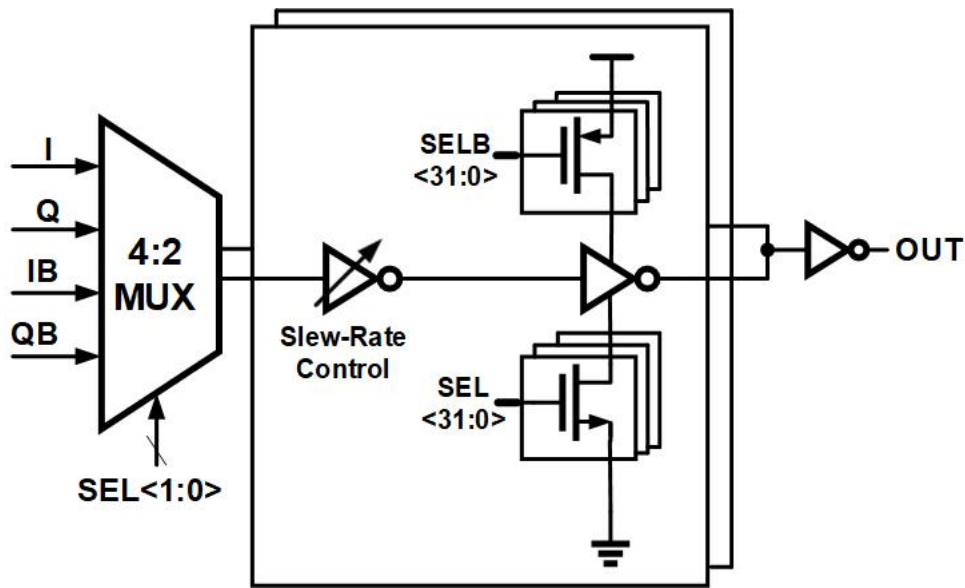 I
Q
IB
QB
4:2
MUX
SEL<1:0>
Slew-Rate
Control
SELB
<31:0>
SEL
<31:0>
OUT